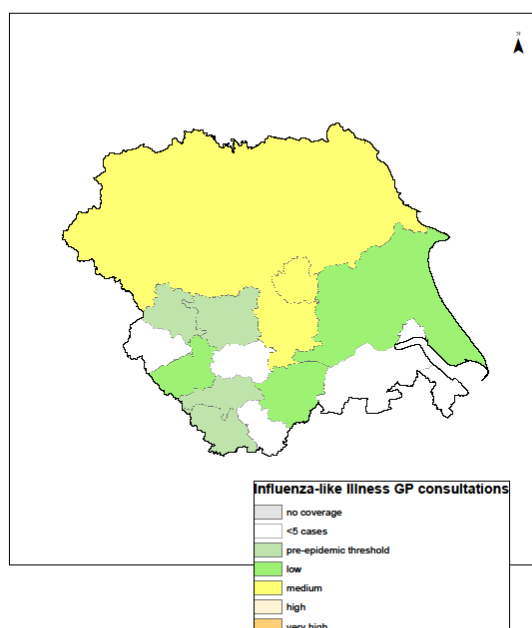 N
Influenza-like Illness GP consultations
no coverage
<5 cases
pre-epidemic threshold
low
medium
high
very high